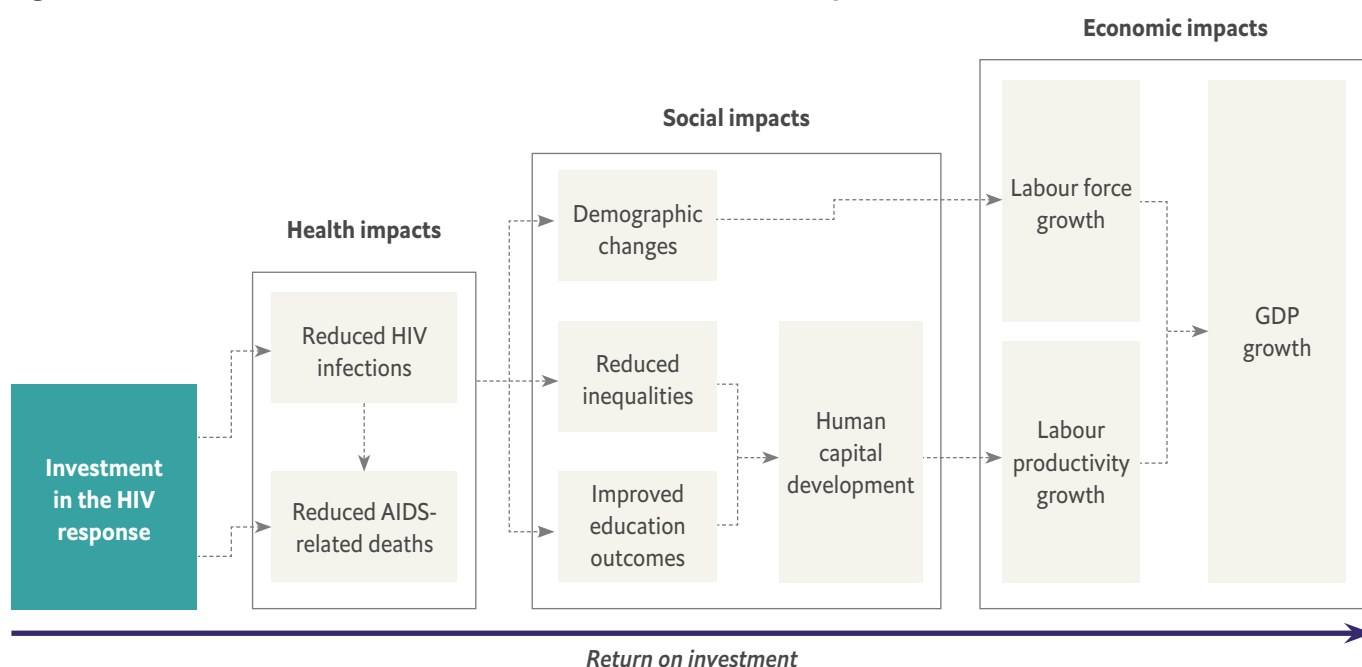 Economic impacts
Social impacts
Health impacts
Investment
in the HIV
response
Reduced HIV
infections
Reduced AIDS-
related deaths
Demographic
changes
Reduced
inequalities
Improved
education
outcomes
Human
capital
development
Labour force
growth
Labour
productivity
growth
GDP
growth
Return on investment